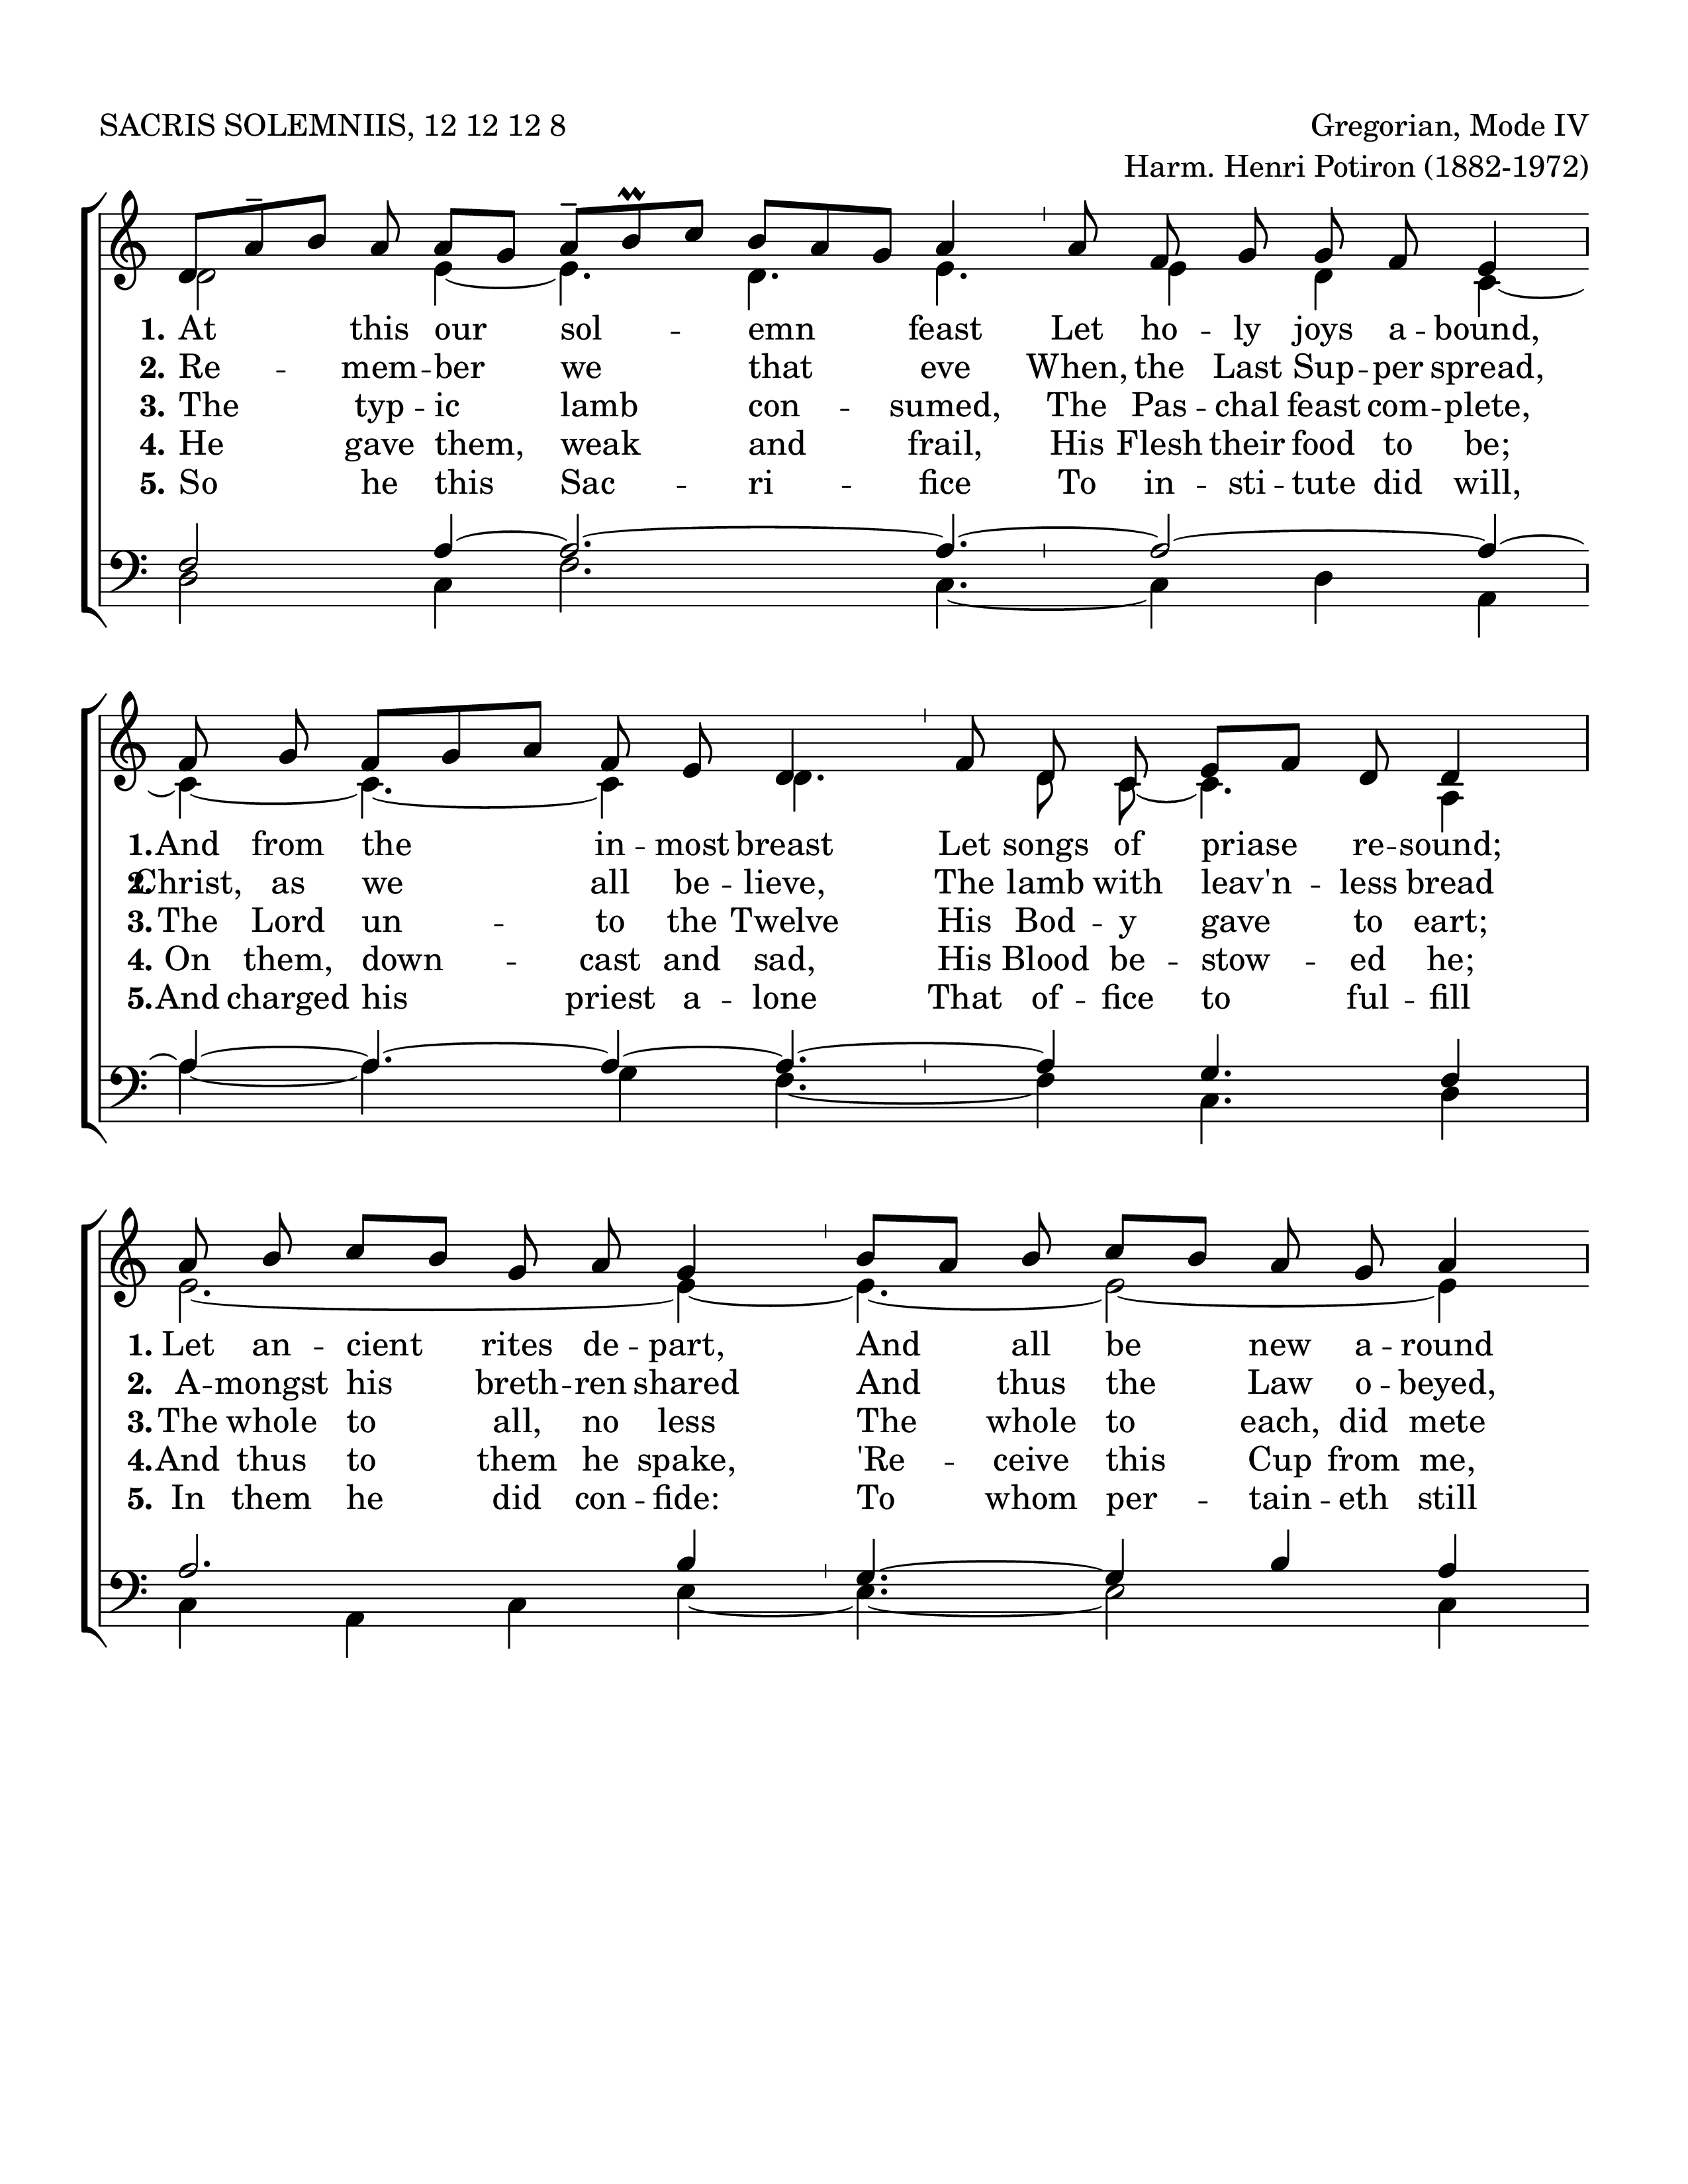 SACRIS SOLEMNIIS, 12 12 12 8
Gregorian, Mode IV
Harm. Henri Potiron (1882-1972)
1. At this our sol -- emn feast Let ho -- ly joys a -- bound,
2. Re -- mem -- ber we that eve When, the Last Sup -- per spread,
3. The typ -- ic lamb con -- sumed, The Pas -- chal feast com -- plete,
4. He gave them, weak and frail, His Flesh their food to be;
5. So he this Sac -- ri -- fice To in -- sti -- tute did will,
1. And from the in -- most breast Let songs of priase re -- sound;
2. Christ, as we all be -- lieve, The lamb with leav'n -- less bread
3. The Lord un -- to the Twelve His Bod -- y gave to eart;
4. On them, down -- cast and sad, His Blood be -- stow -- ed he;
5. And charged his priest a -- lone That of -- fice to ful -- fill
1. Let an -- cient rites de -- part, And all be new a -- round
2. A -- mongst his breth -- ren shared And thus the Law o -- beyed,
3. The whole to all, no less The whole to each, did mete
4. And thus to them he spake, 'Re -- ceive this Cup from me,
5. In them he did con -- fide: To whom per -- tain -- eth still